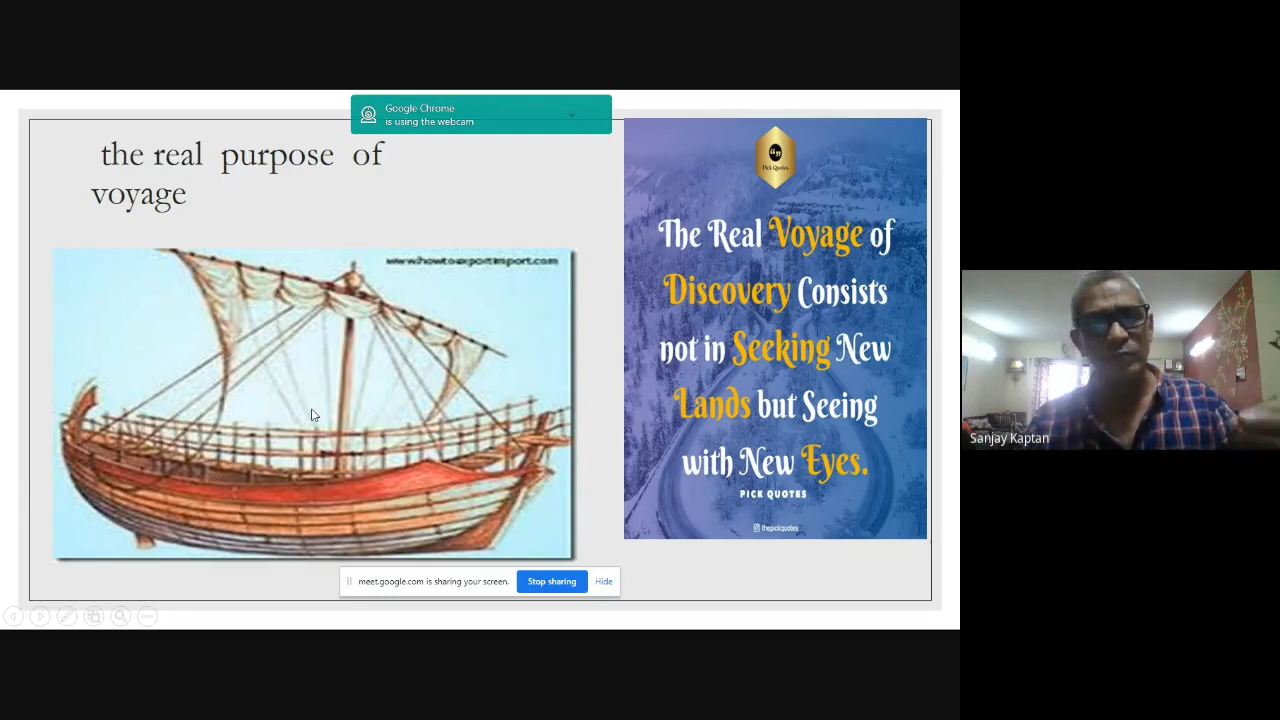 Google Chrome
is using the webcam
the real purpose of
voyage
www.howtoexportimport.com
Pick Quotes
The Real Voyage of
Discovery Consists
not in Seeking New
Lands but Seeing
with New Eyes.
PICK QUOTES
thepickquotes
meet.google.com is sharing your screen.
Stop sharing
Hide
Sanjay Kaptan